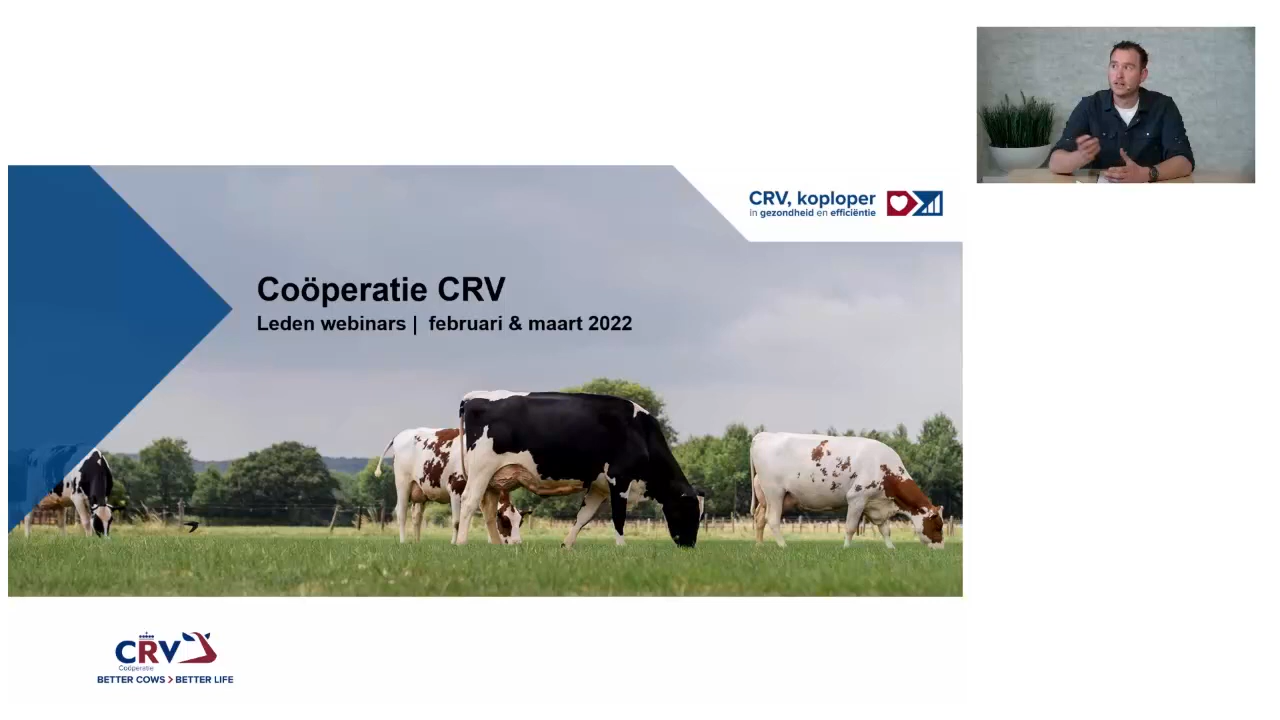 CRV, koploper
in gezondheid en efficiëntie
Coöperatie CRV
Leden webinars | februari & maart 2022
CRV
Coöperatie
BETTER COWS > BETTER LIFE